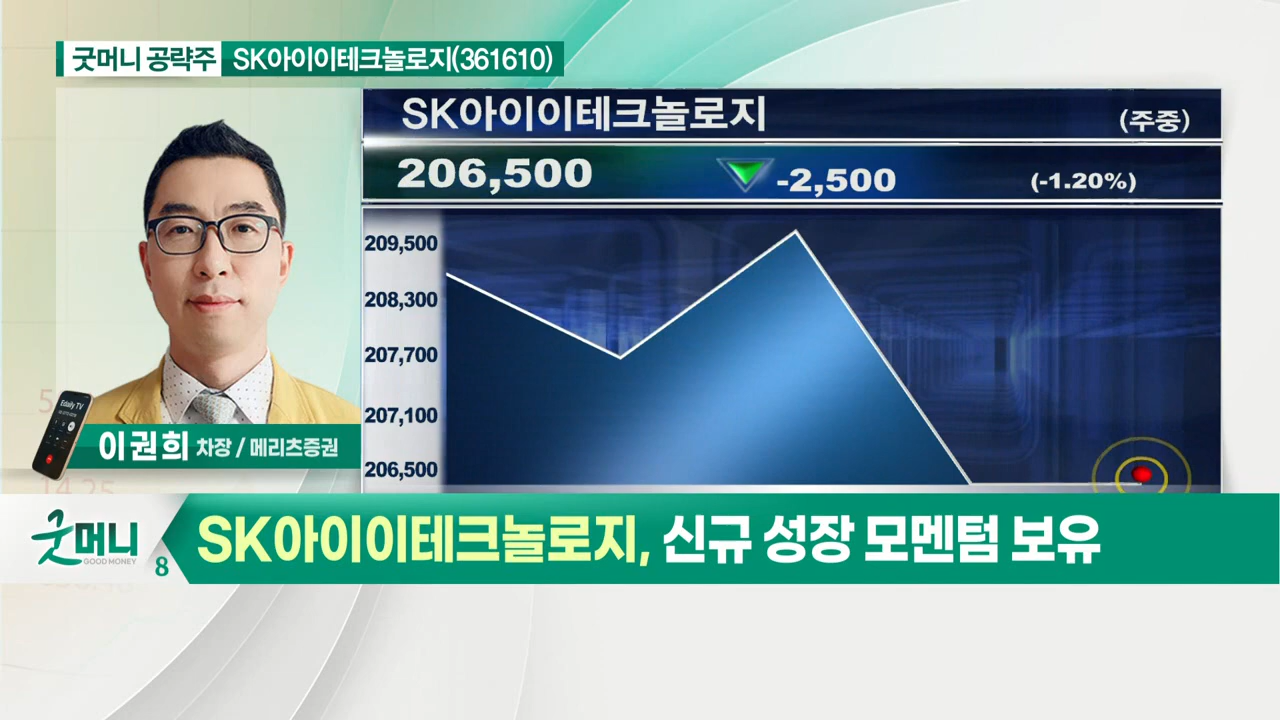 굿머니 공략주 SK아이이테크놀로지(361610)
SK아이이테크놀로지 (주중)
206,500 -2,500 (-1.20%)
209,500
208,300
207,700
207,100
206,500
Edaily TV
이권희 차장 / 메리츠증권
14.25
굿머니
GOOD MONEY
8
SK아이이테크놀로지, 신규 성장 모멘텀 보유